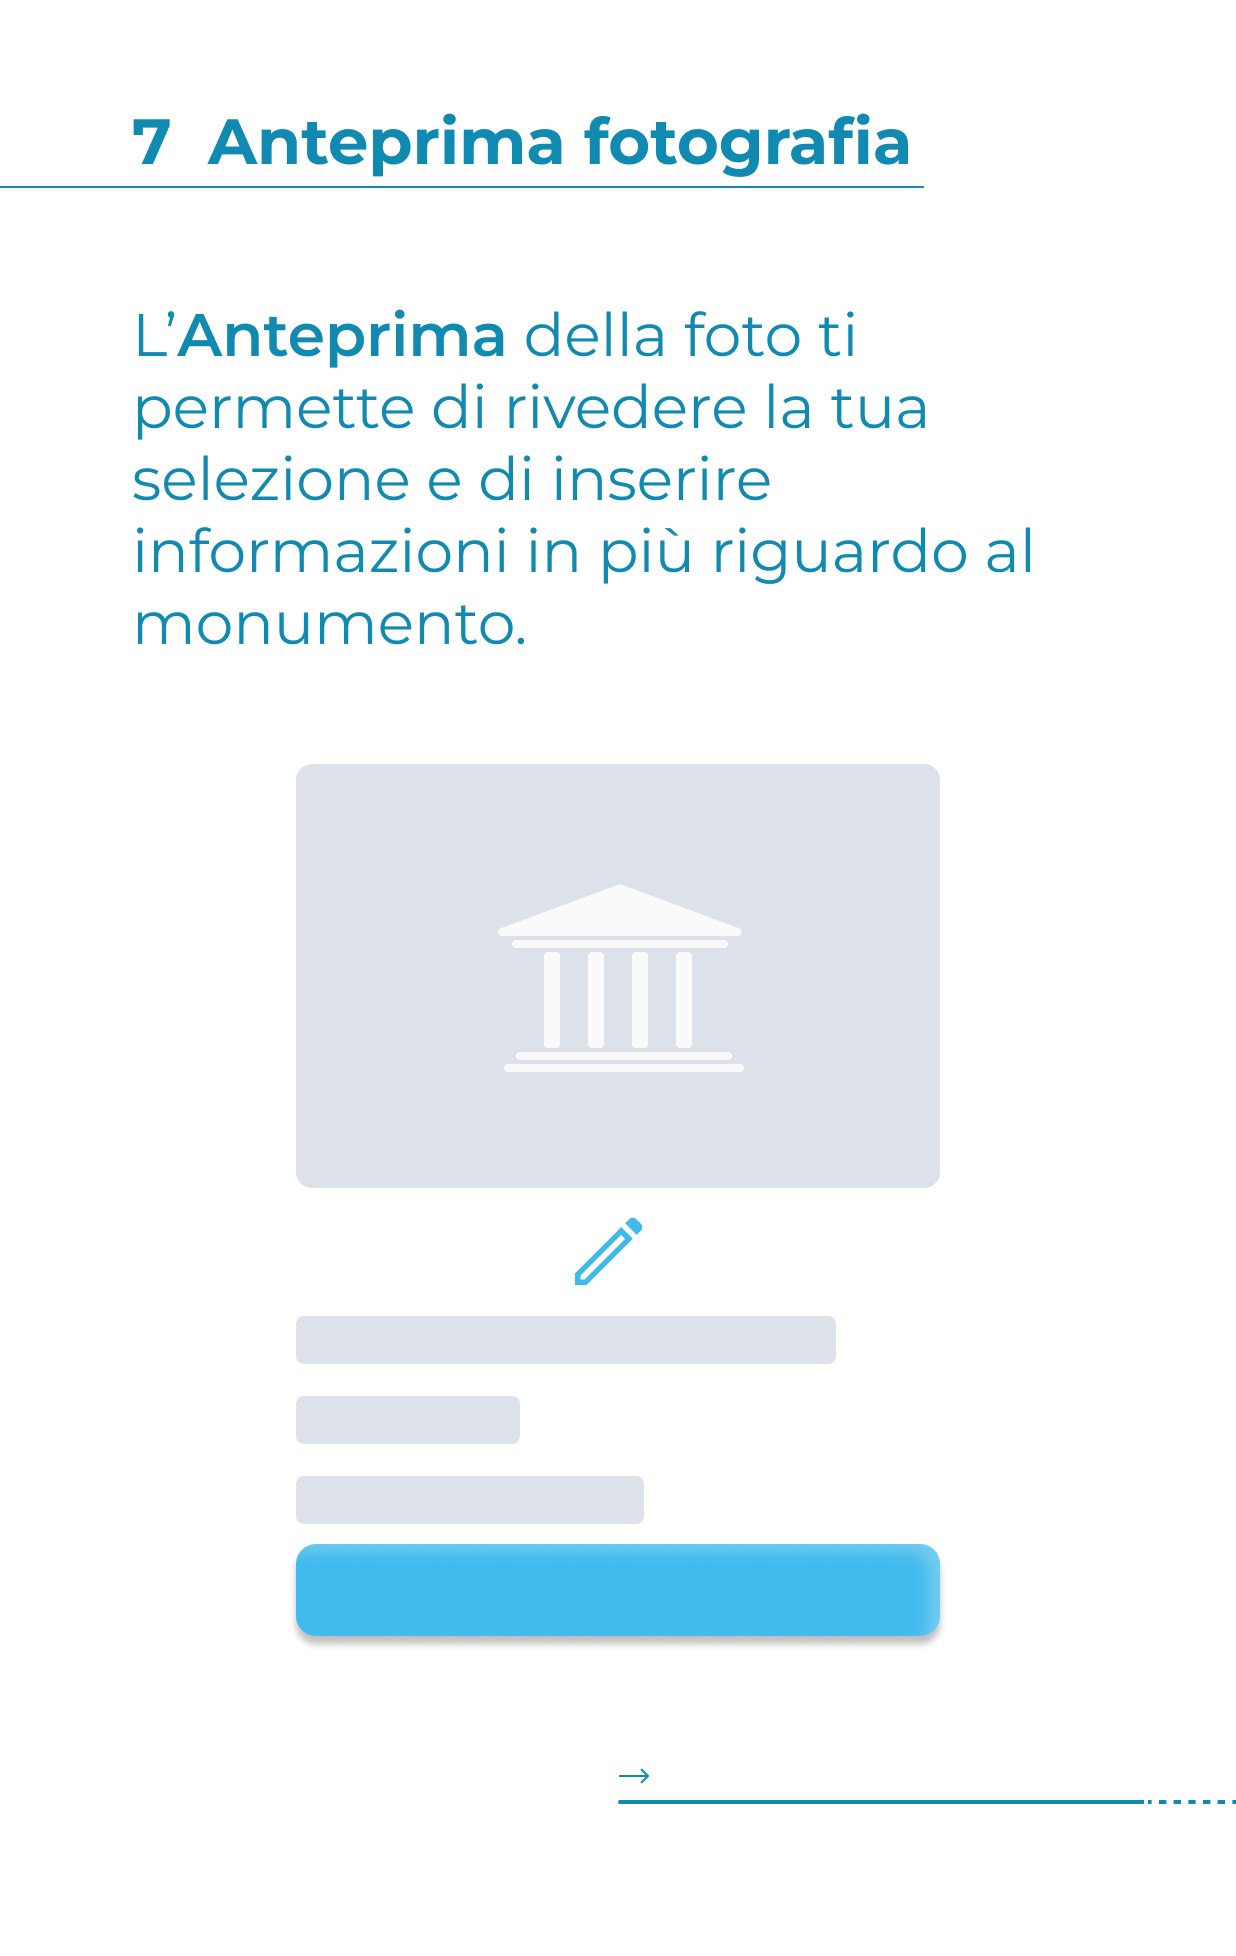 7 Anteprima fotografia
L’Anteprima della foto ti
permette di rivedere la tua
selezione e di inserire
informazioni in più riguardo al
monumento.